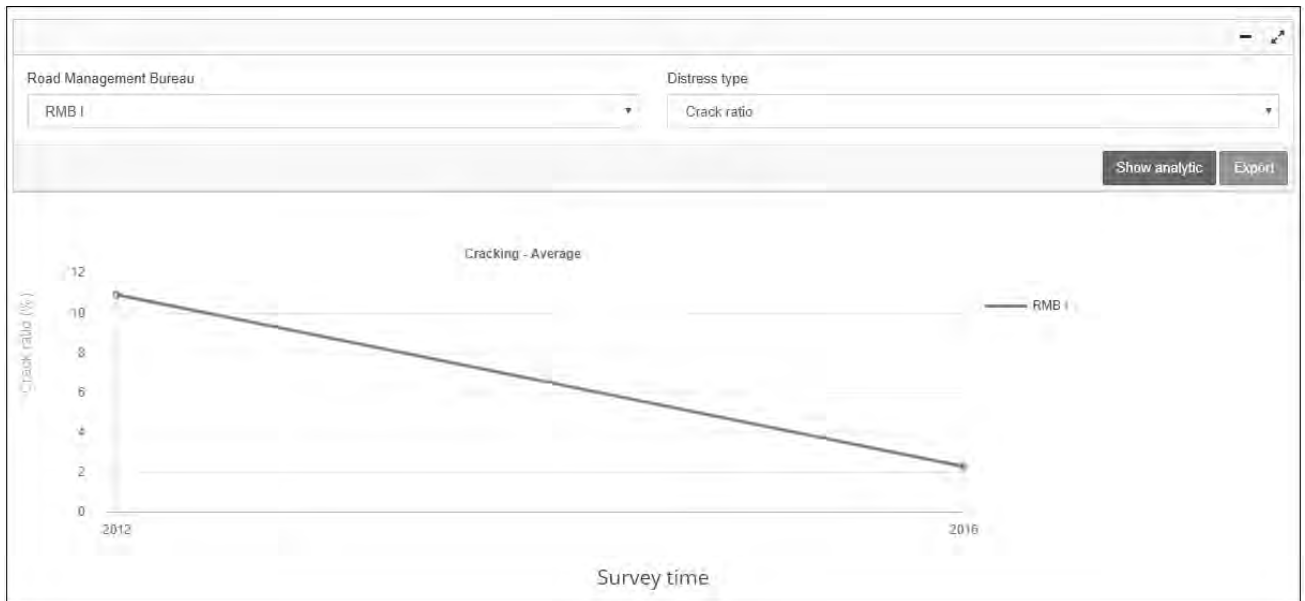 Road Management Bureau
Distress type
RMB I
Crack ratio
Show analytic
Export
Cracking - Average
12
10
8
6
4
2
0
Crack ratio (%)
RMB I
2012
2016
Survey time